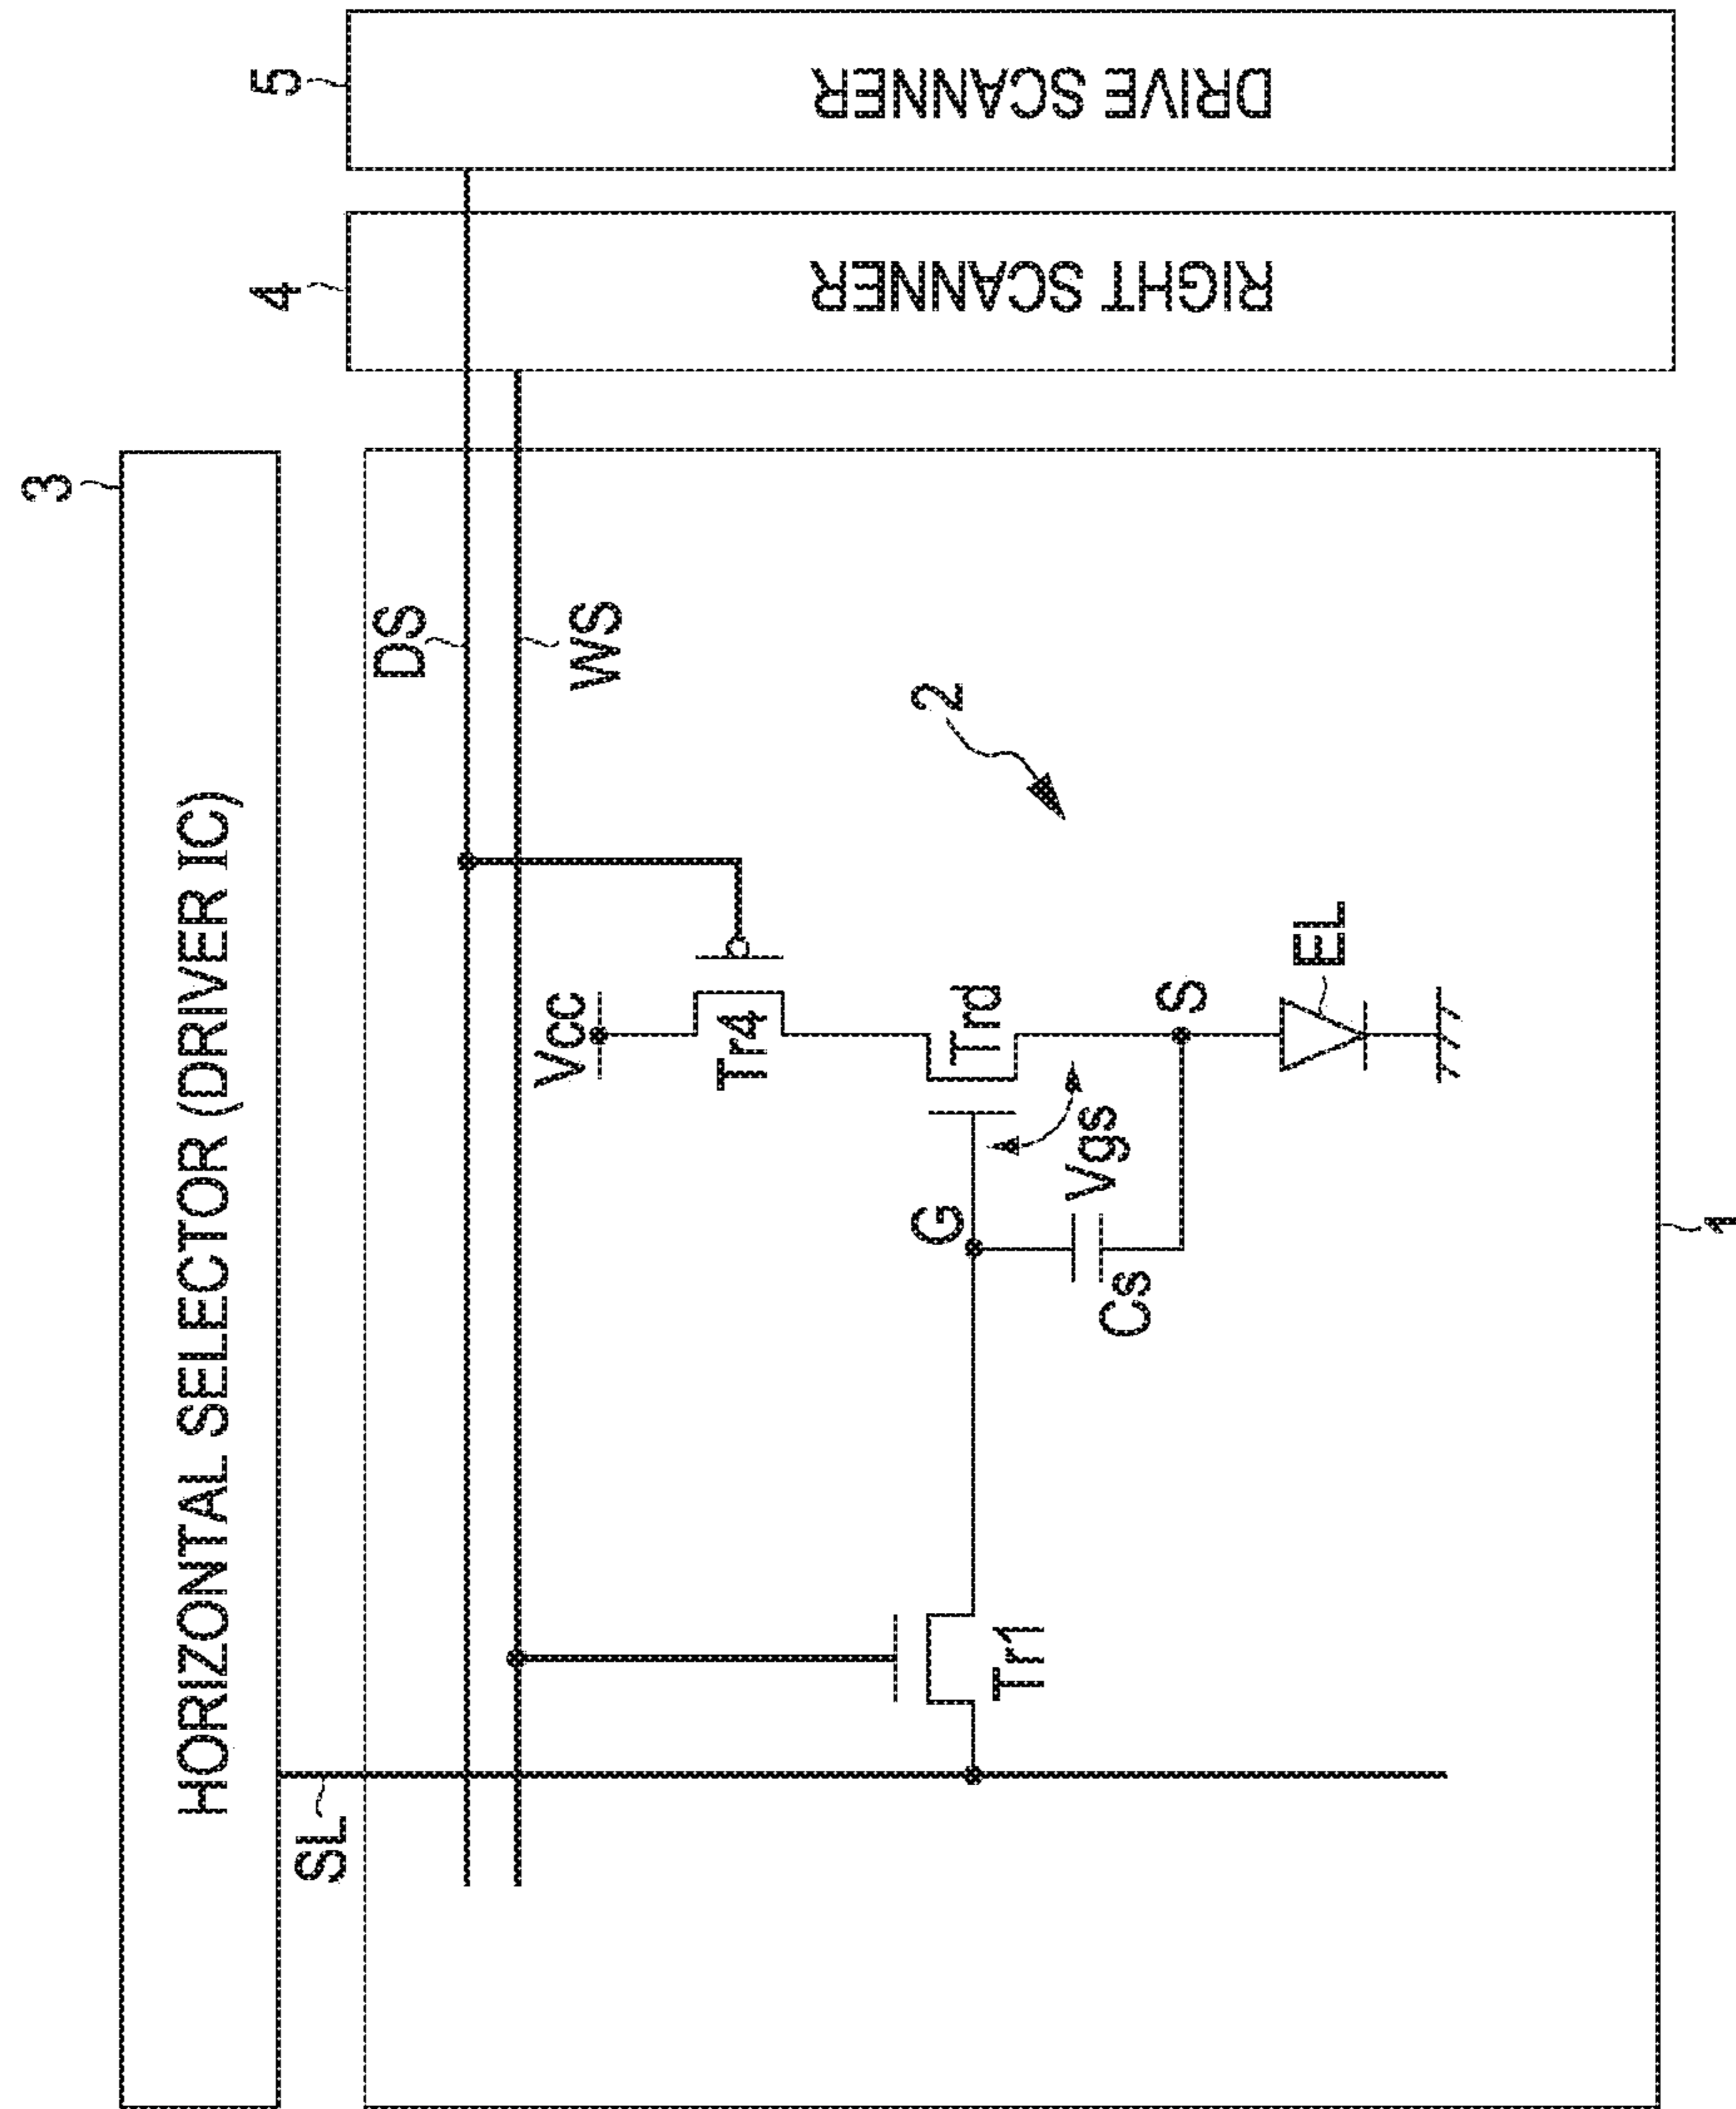 3
HORIZONTAL SELECTOR (DRIVER IC)
4
RIGHT SCANNER
5
DRIVE SCANNER
SL
DS
WS
Vcc
Tr4
2
Trd
G
Vgs
S
Cs
Tr1
EL
1